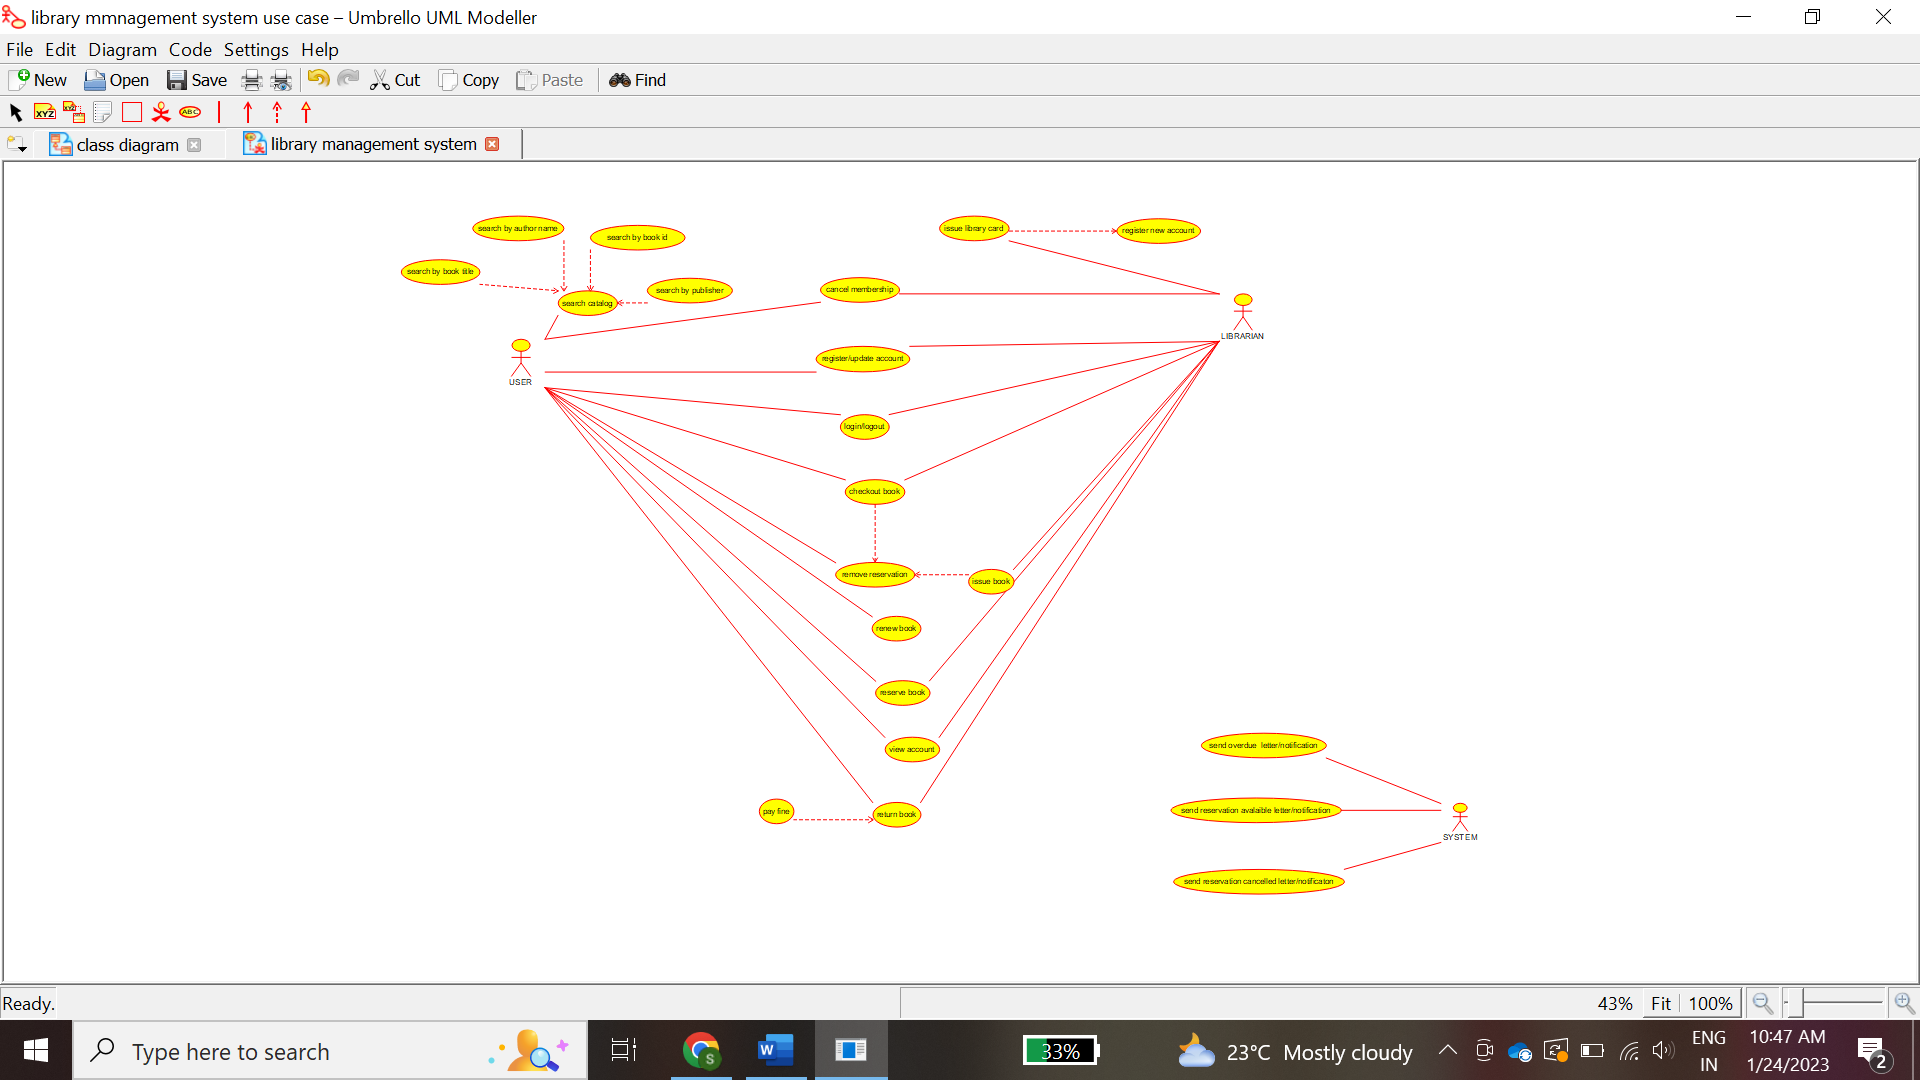 library mmnagement system use case – Umbrello UML Modeller
File Edit Diagram Code Settings Help
New Open Save Cut Copy Paste Find
XYZ XYZ ABC
class diagram library management system
search by author name
search by book id
issue library card
register new account
search by book title
search by publisher
cancel membership
search catalog
LIBRARIAN
register/update account
USER
login/logout
checkout book
remove reservation
issue book
renew book
reserve book
send overdue letter/notification
view account
pay fine
return book
send reservation avalaible letter/notification
SYSTEM
send reservation cancelled letter/notificaton
Ready. 43% Fit 100%
Type here to search
S
W
33%
23°C Mostly cloudy
ENG
IN
10:47 AM
1/24/2023
2